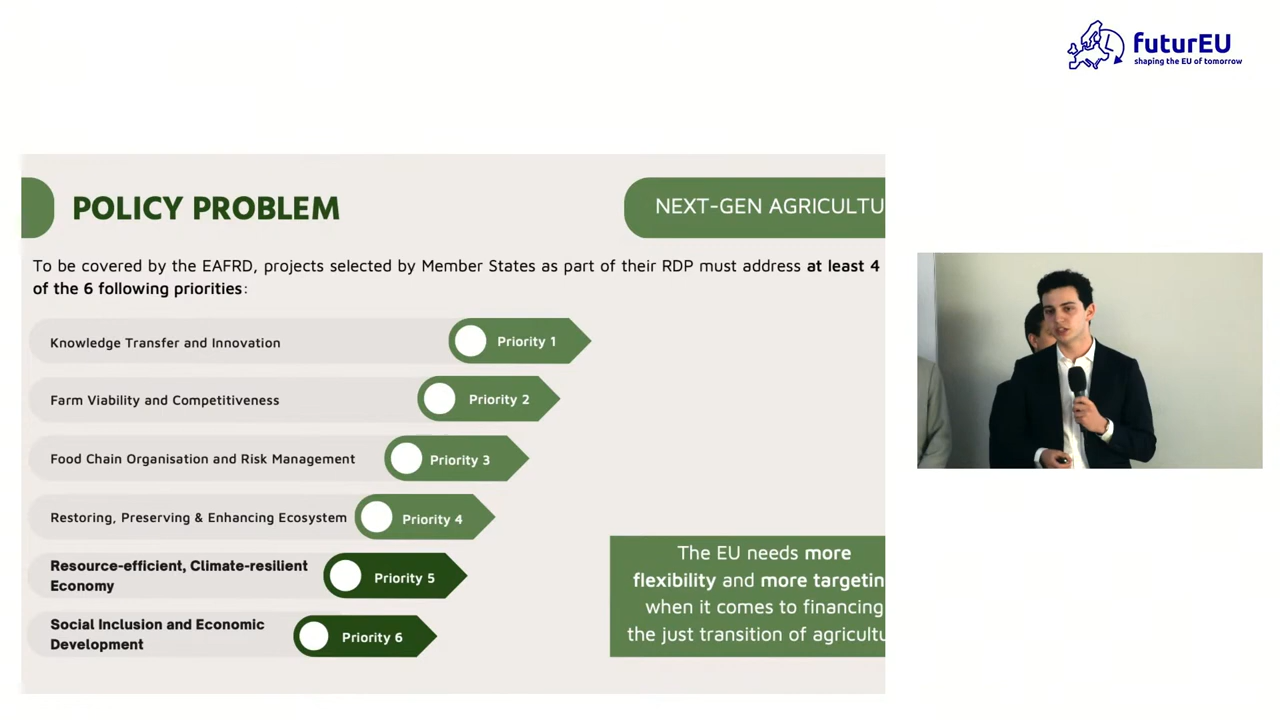 futurEU
shaping the EU of tomorrow
POLICY PROBLEM
NEXT-GEN AGRICULTU
To be covered by the EAFRD, projects selected by Member States as part of their RDP must address at least 4
of the 6 following priorities:
Knowledge Transfer and Innovation
Priority 1
Farm Viability and Competitiveness
Priority 2
Food Chain Organisation and Risk Management
Priority 3
Restoring, Preserving & Enhancing Ecosystem
Priority 4
Resource-efficient, Climate-resilient
Economy
Priority 5
Social Inclusion and Economic
Development
Priority 6
The EU needs more
flexibility and more targetin
when it comes to financing
the just transition of agricultu